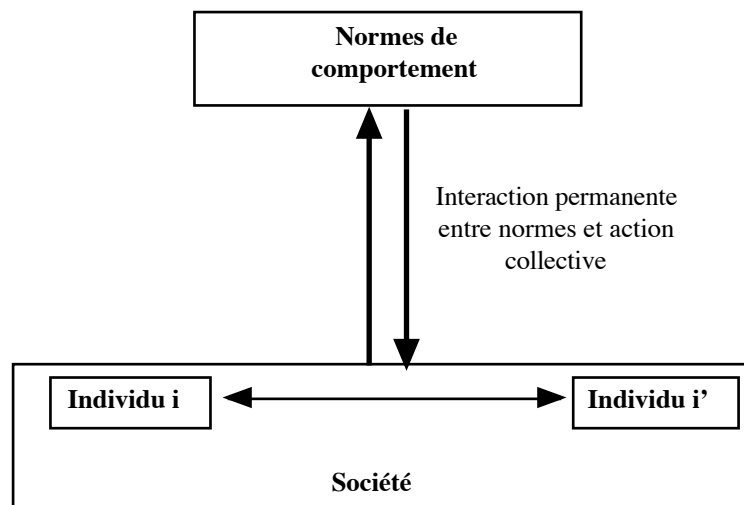 Normes de
comportement
Interaction permanente
entre normes et action
collective
Individu i
Individu i’
Société